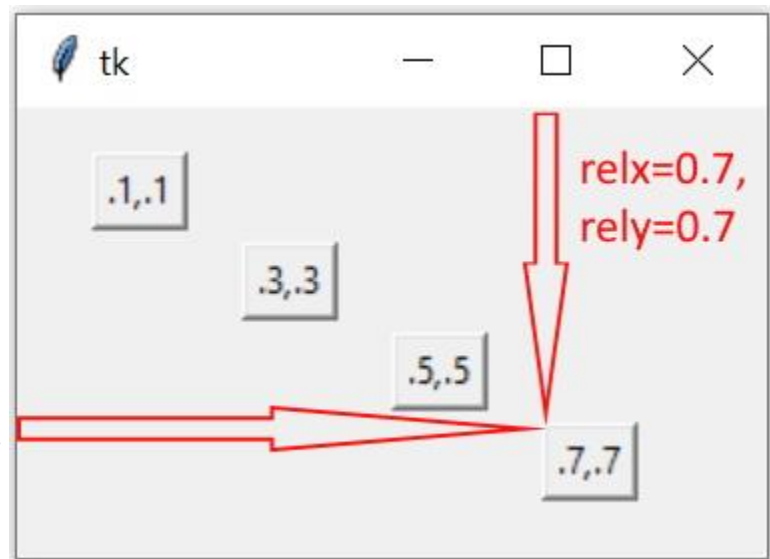 tk
.1,.1
relx=0.7,
rely=0.7
.3,.3
.5,.5
.7,.7